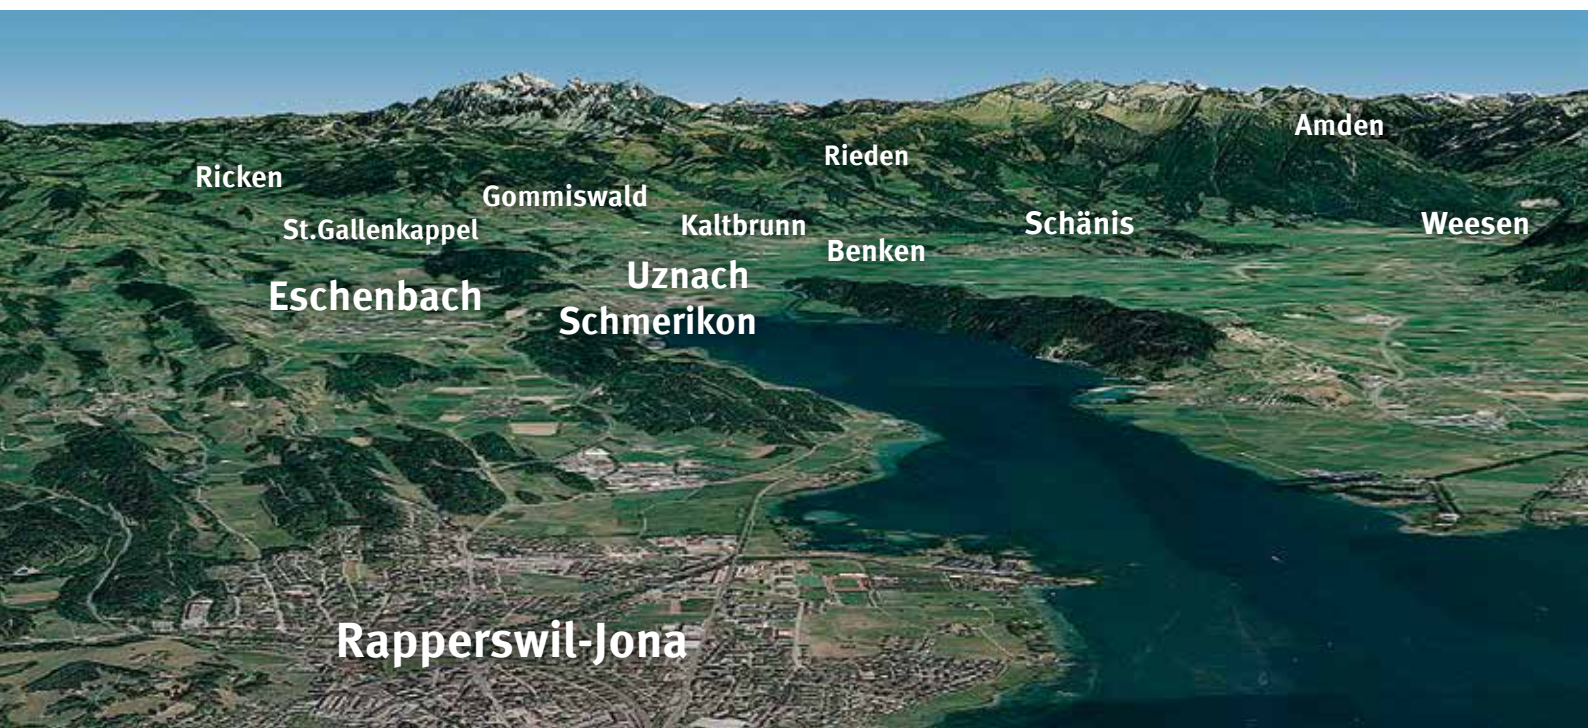 Amden
Rieden
Ricken
Gommiswald
St.Gallenkappel
Kaltbrunn
Schänis
Weesen
Benken
Uznach
Eschenbach
Schmerikon
Rapperswil-Jona